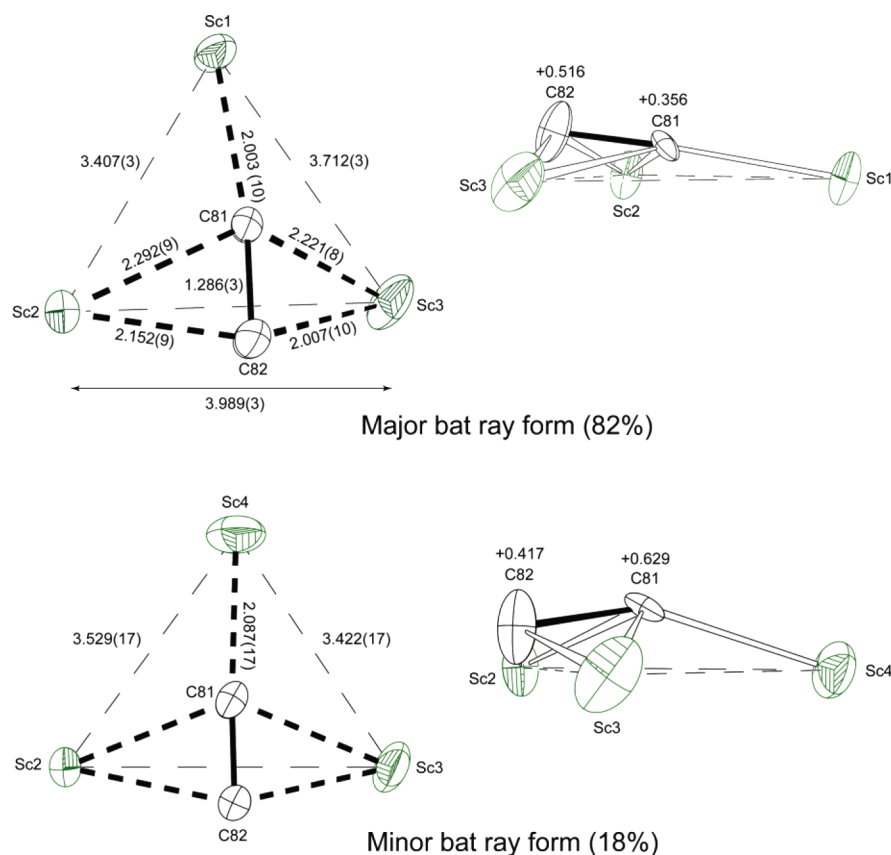 Sc1
+0.516
C82
+0.356
C81
3.407(3)
2.003 (10)
3.712(3)
Sc3
Sc2
Sc1
C81
2.292(9)
2.221(8)
1.286(3)
Sc2
Sc3
2.152(9)
2.007(10)
C82
3.989(3)
Major bat ray form (82%)
Sc4
+0.417
C82
+0.629
C81
3.529(17)
2.087(17)
3.422(17)
Sc2
Sc4
C81
Sc3
Sc2
Sc3
C82
Minor bat ray form (18%)